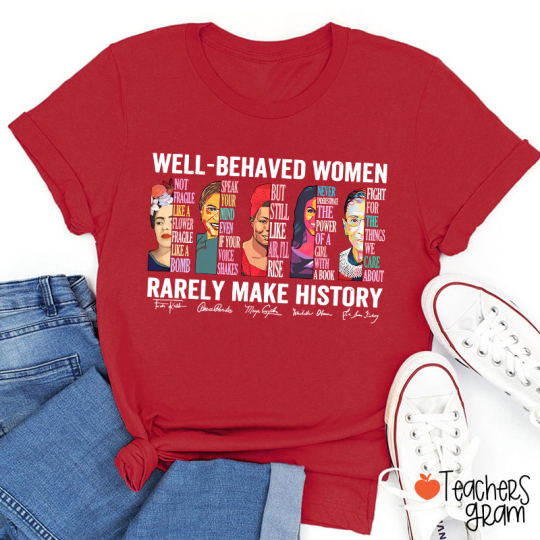 WELL-BEHAVED WOMEN
NOT
FRAGILE
LIKE A
FLOWER
FRAGILE
LIKE A
BOMB
SPEAK
YOUR
MIND
EVEN
IF YOUR
VOICE
SHAKES
BUT
STILL
LIKE
AIR, I'LL
RISE
NEVER
UNDERESTIMATE
THE
POWER
OF A
GIRL
WITH
A BOOK
FIGHT
FOR
THE
THINGS
WE
CARE
ABOUT
RARELY MAKE HISTORY
Teachers
gram